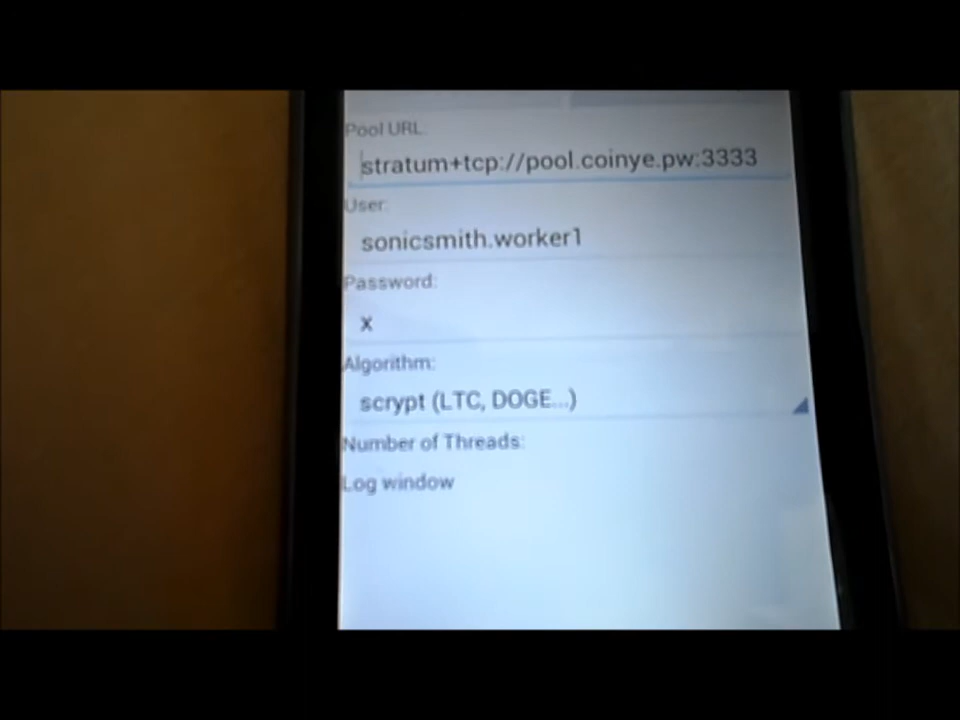 Pool URL:
stratum+tcp://pool.coinye.pw:3333
User:
sonicsmith.worker1
Password:
x
Algorithm:
scrypt (LTC, DOGE...)
Number of Threads:
Log window